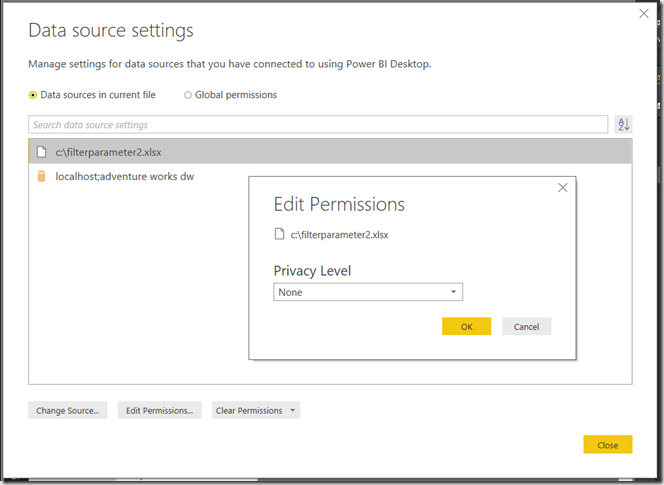 Data source settings
Manage settings for data sources that you have connected to using Power BI Desktop.
Data sources in current file
Global permissions
Search data source settings
c:\filterparameter2.xlsx
localhost;adventure works dw
Edit Permissions
c:\filterparameter2.xlsx
Privacy Level
None
OK
Cancel
Change Source...
Edit Permissions...
Clear Permissions
Close